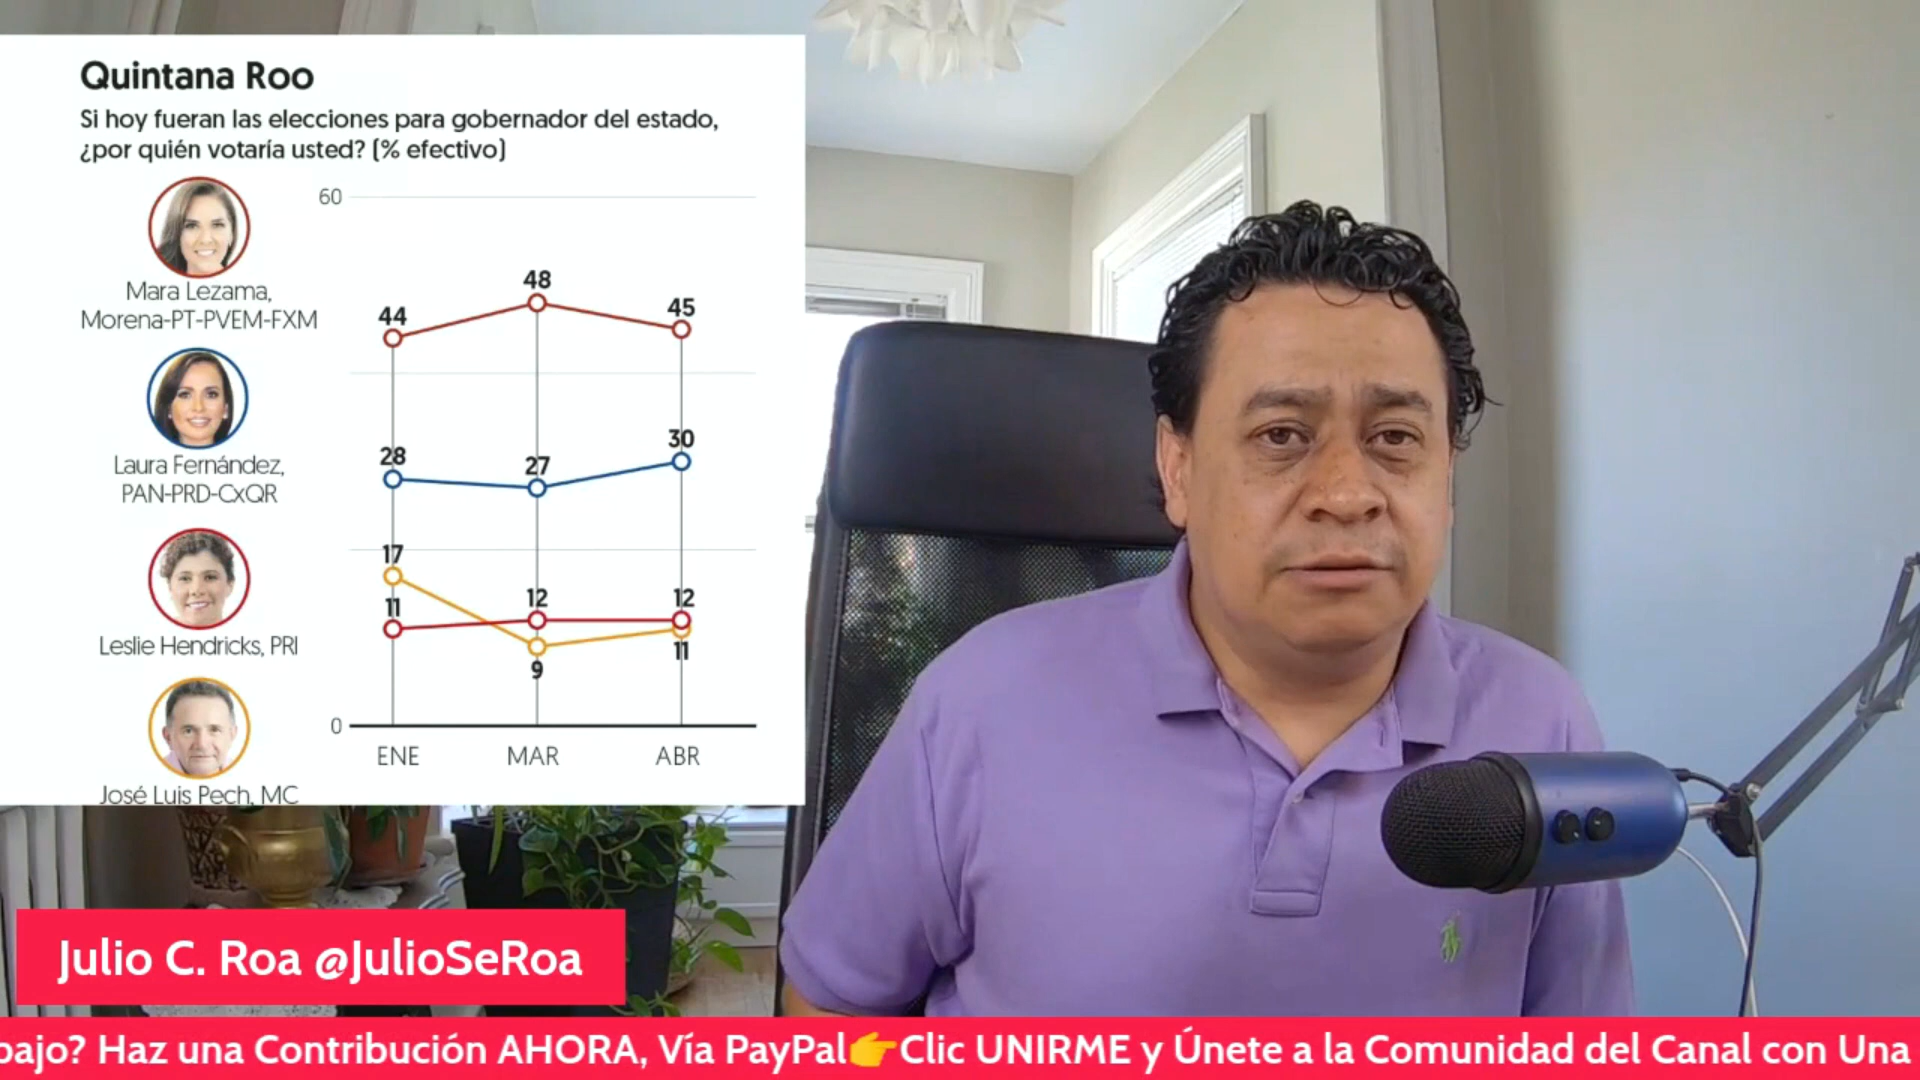 Quintana Roo
Si hoy fueran las elecciones para gobernador del estado,
¿por quién votaría usted? (% efectivo)
60
Mara Lezama,
Morena-PT-PVEM-FXM
44
48
45
Laura Fernández,
PAN-PRD-CxQR
28
27
30
Leslie Hendricks, PRI
17
11
12
9
12
11
José Luis Pech, MC
0
ENE MAR ABR
Julio C. Roa @JulioSeRoa
bajo? Haz una Contribución AHORA, Vía PayPal👉Clic UNIRME y Únete a la Comunidad del Canal con Una